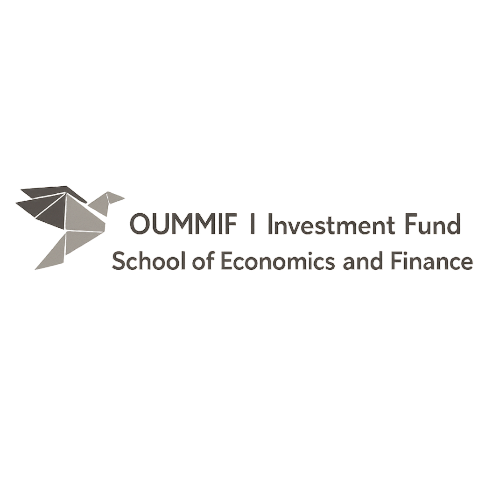 OUMMIF | Investment Fund
School of Economics and Finance